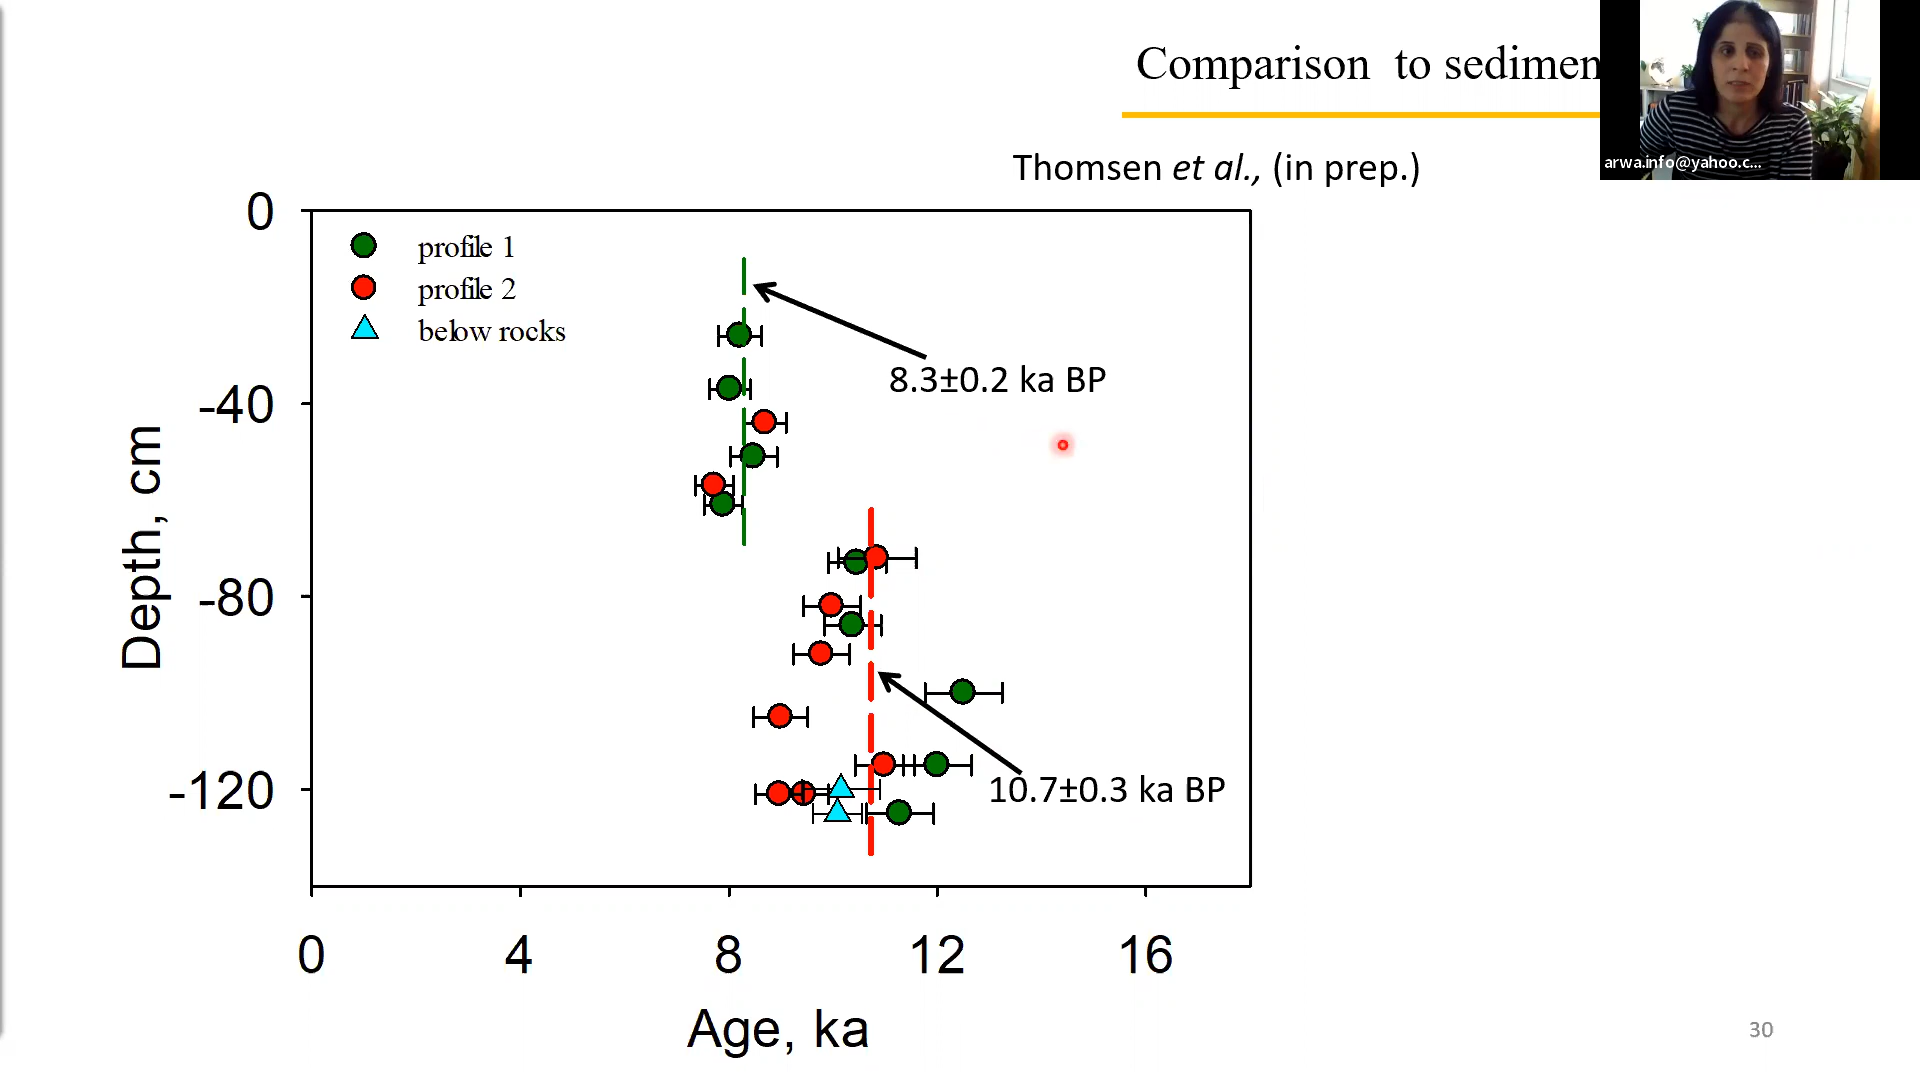 Comparison to sedimen
arwa.info@yahoo.c...
Thomsen et al., (in prep.)
0
profile 1
profile 2
below rocks
8.3±0.2 ka BP
-40
Depth, cm
-80
-120
10.7±0.3 ka BP
0 4 8 12 16
Age, ka
30